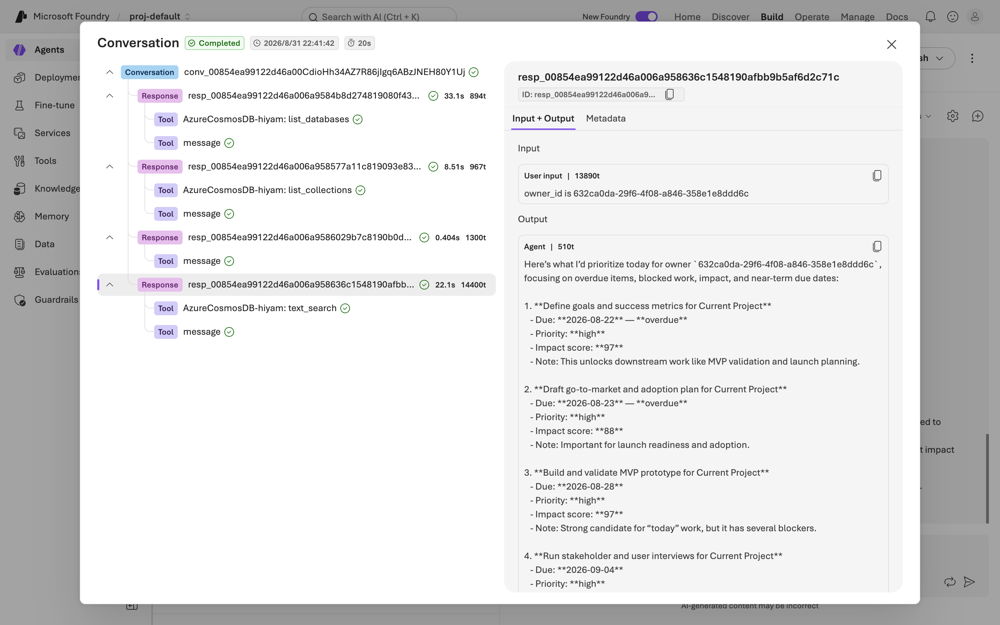 Microsoft Foundry / proj-default
Search with AI (Ctrl + K)
New Foundry
Home
Discover
Build
Operate
Manage
Docs
Agents
Fine-tune
Services
Tools
Knowledge
Memory
Data
Guardrails
Conversation
Completed
2026/8/31 22:41:42
20s
Conversation conv_00854ea99122d46a00CdioHh34AZ7R86jIgq6ABzJNEH80Y1Uj
Response resp_00854ea99122d46a006a9584b8d274819080f43... 33.1s 894t
Tool AzureCosmosDB-hiyam: list_databases
Tool message
Response resp_00854ea99122d46a006a958577a11c819093e83... 8.51s 967t
Tool AzureCosmosDB-hiyam: list_collections
Tool message
Response resp_00854ea99122d46a006a9586029b7c8190b0d... 0.404s 1300t
Tool message
Response resp_00854ea99122d46a006a958636c1548190afbb... 22.1s 14400t
Tool AzureCosmosDB-hiyam: text_search
Tool message
resp_00854ea99122d46a006a958636c1548190afbb9b5af6d2c71c
ID: resp_00854ea99122d46a006a9...
Input + Output
Metadata
Input
User input | 13890t
owner_id is 632ca0da-29f6-4f08-a846-358e1e8ddd6c
Output
Agent | 510t
Here’s what I’d prioritize today for owner `632ca0da-29f6-4f08-a846-358e1e8ddd6c`,
focusing on overdue items, blocked work, impact, and near-term due dates:
1. **Define goals and success metrics for Current Project**
- Due: **2026-08-22** — **overdue**
- Priority: **high**
- Impact score: **97**
- Note: This unlocks downstream work like MVP validation and launch planning.
2. **Draft go-to-market and adoption plan for Current Project**
- Due: **2026-08-23** — **overdue**
- Priority: **high**
- Impact score: **88**
- Note: Important for launch readiness and adoption.
3. **Build and validate MVP prototype for Current Project**
- Due: **2026-08-28**
- Priority: **high**
- Impact score: **97**
- Note: Strong candidate for “today” work, but it has several blockers.
4. **Run stakeholder and user interviews for Current Project**
- Due: **2026-09-04**
- Priority: **high**
ed to
impact
AI-generated content may be incorrect